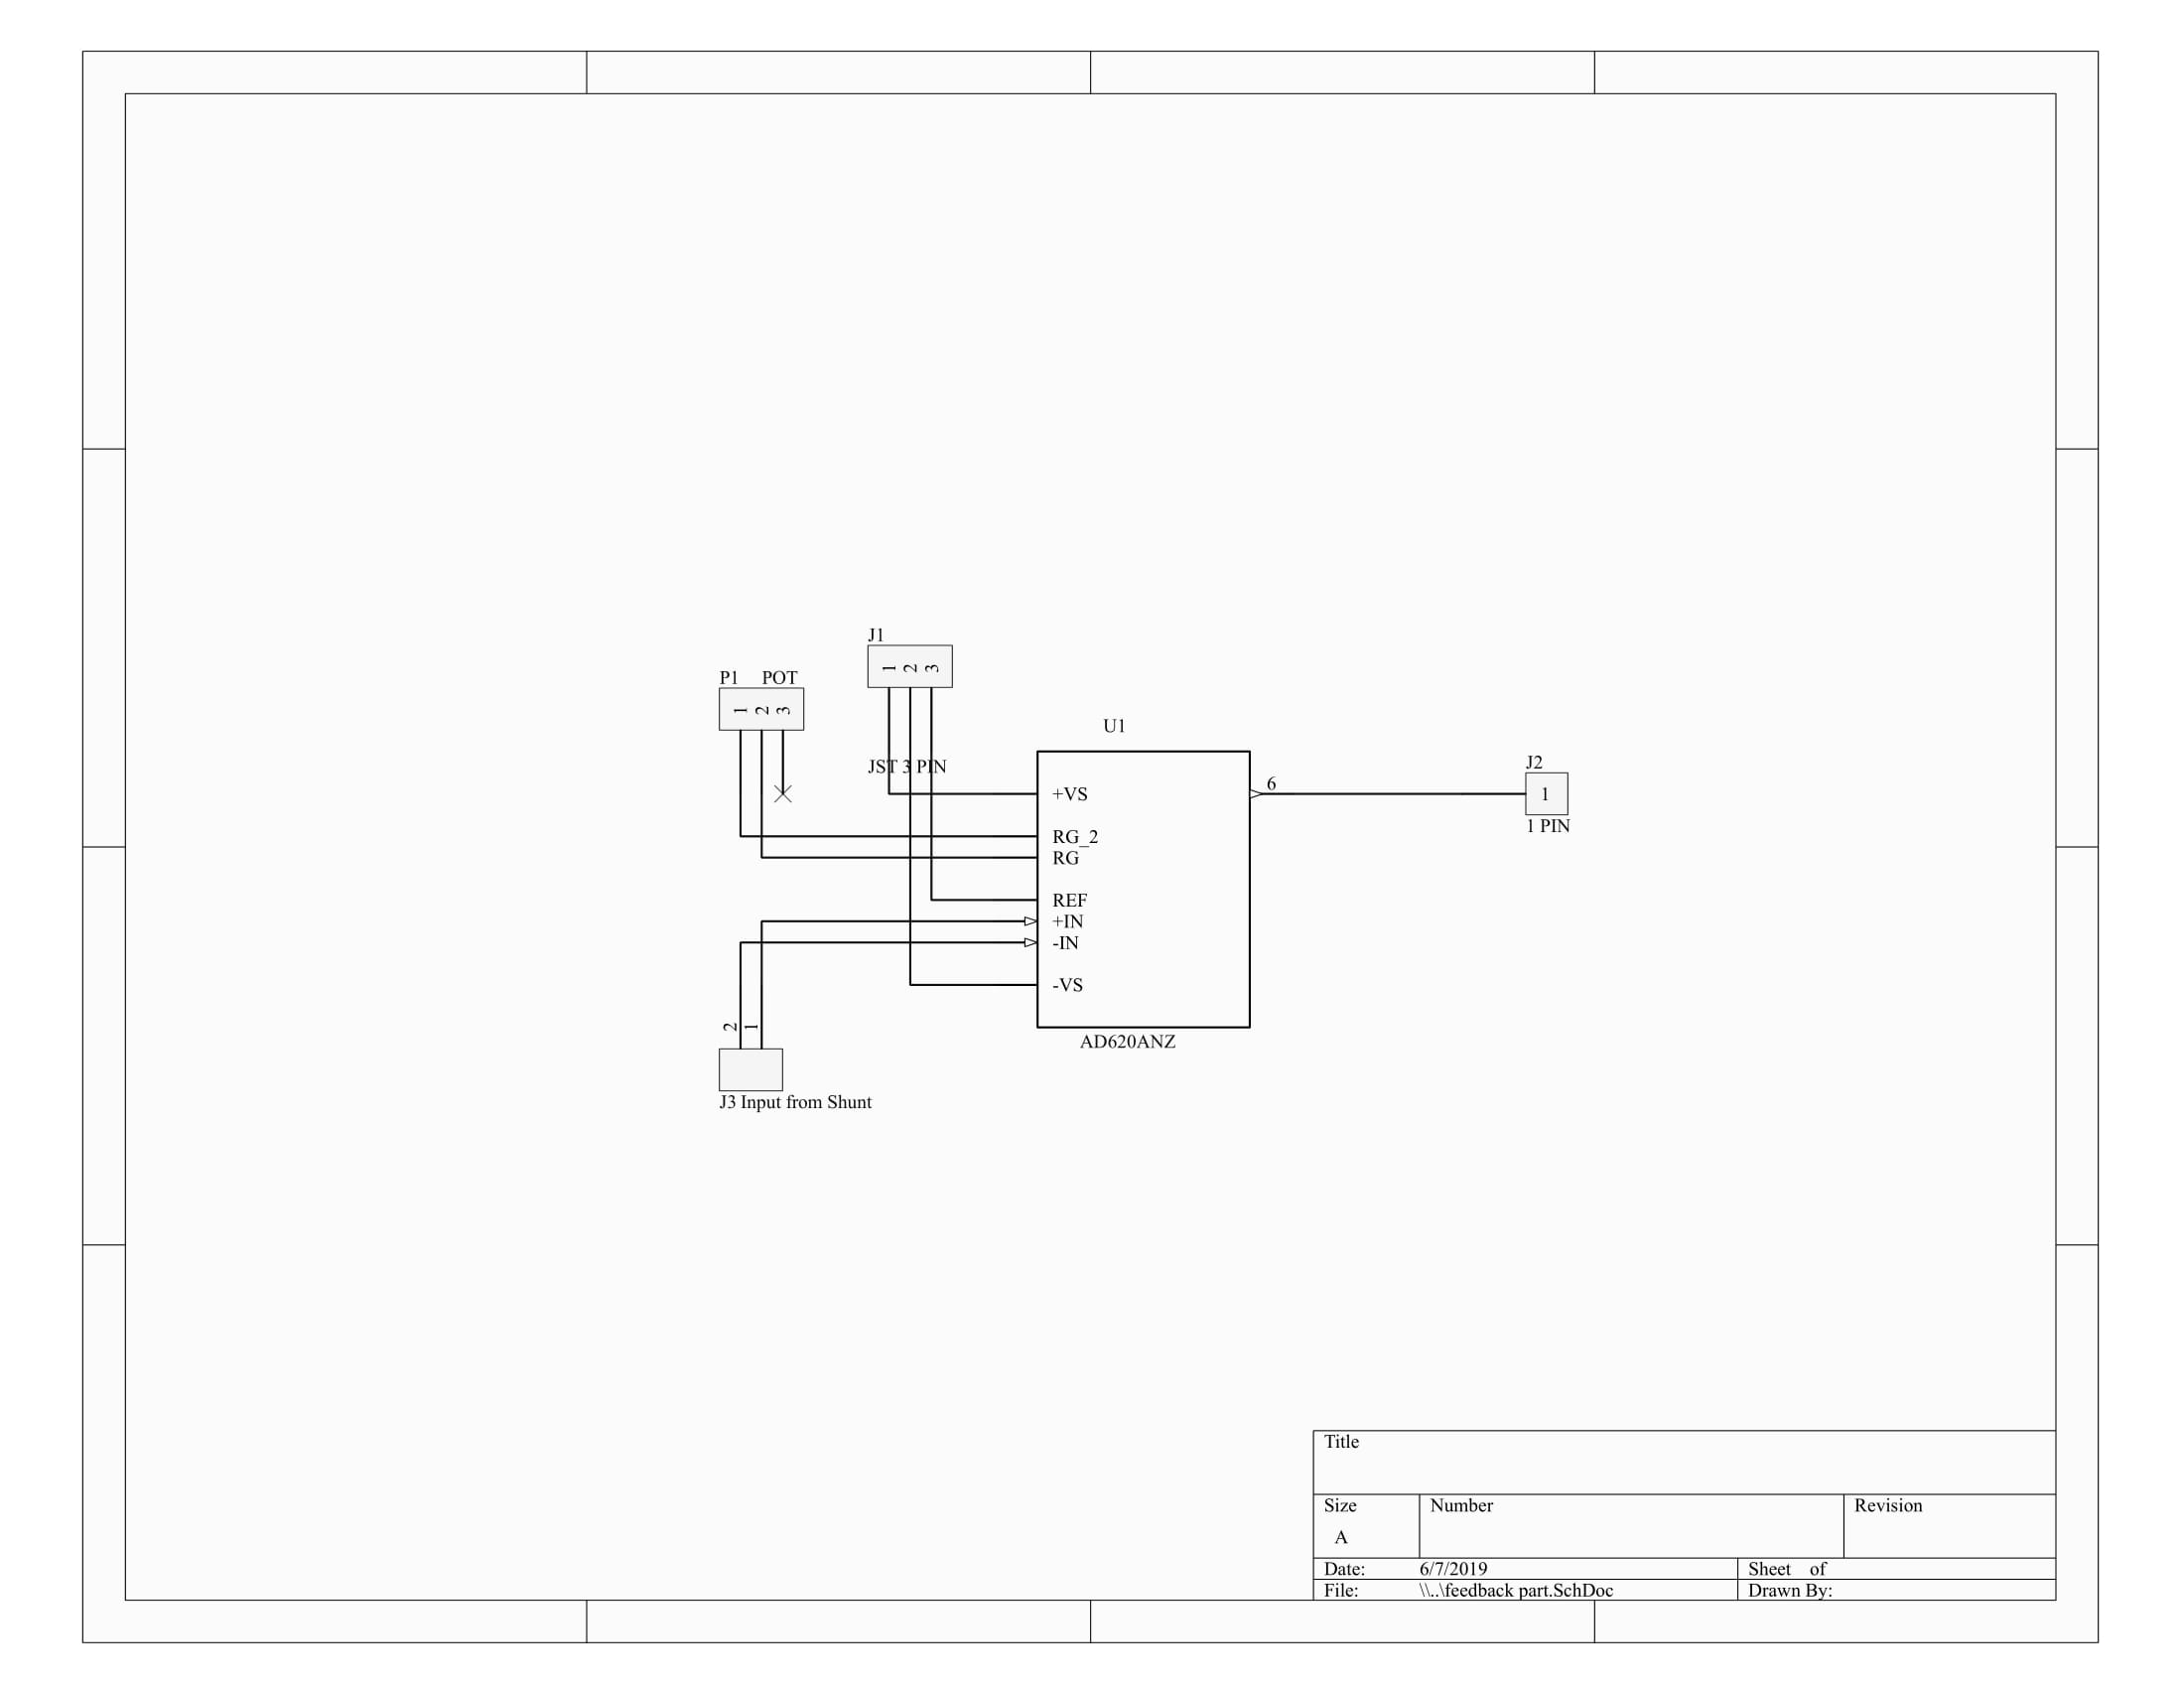 J1
1 2 3
P1 POT
1 2 3
JST 3 PIN
U1
+VS
RG_2
RG
REF
+IN
-IN
-VS
AD620ANZ
6
J2
1
1 PIN
2 1
J3 Input from Shunt
Title
Size
A
Number
Revision
Date: 6/7/2019
Sheet of
File: \\..\feedback part.SchDoc
Drawn By: